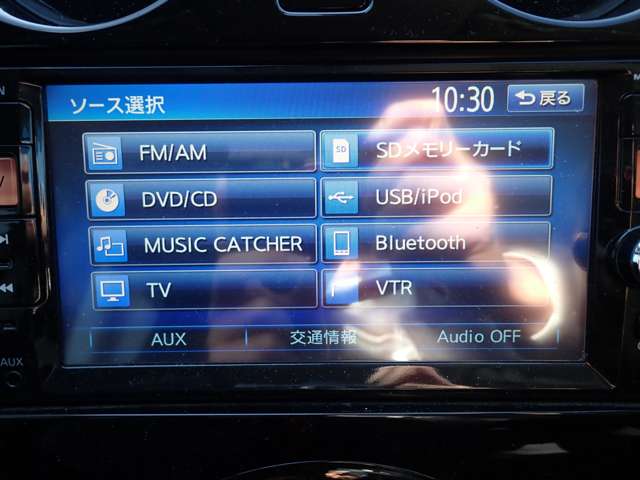 ソース選択 10:30 戻る
FM/AM SD SDメモリーカード
DVD/CD USB/iPod
MUSIC CATCHER Bluetooth
TV VTR
AUX 交通情報 Audio OFF
AUX